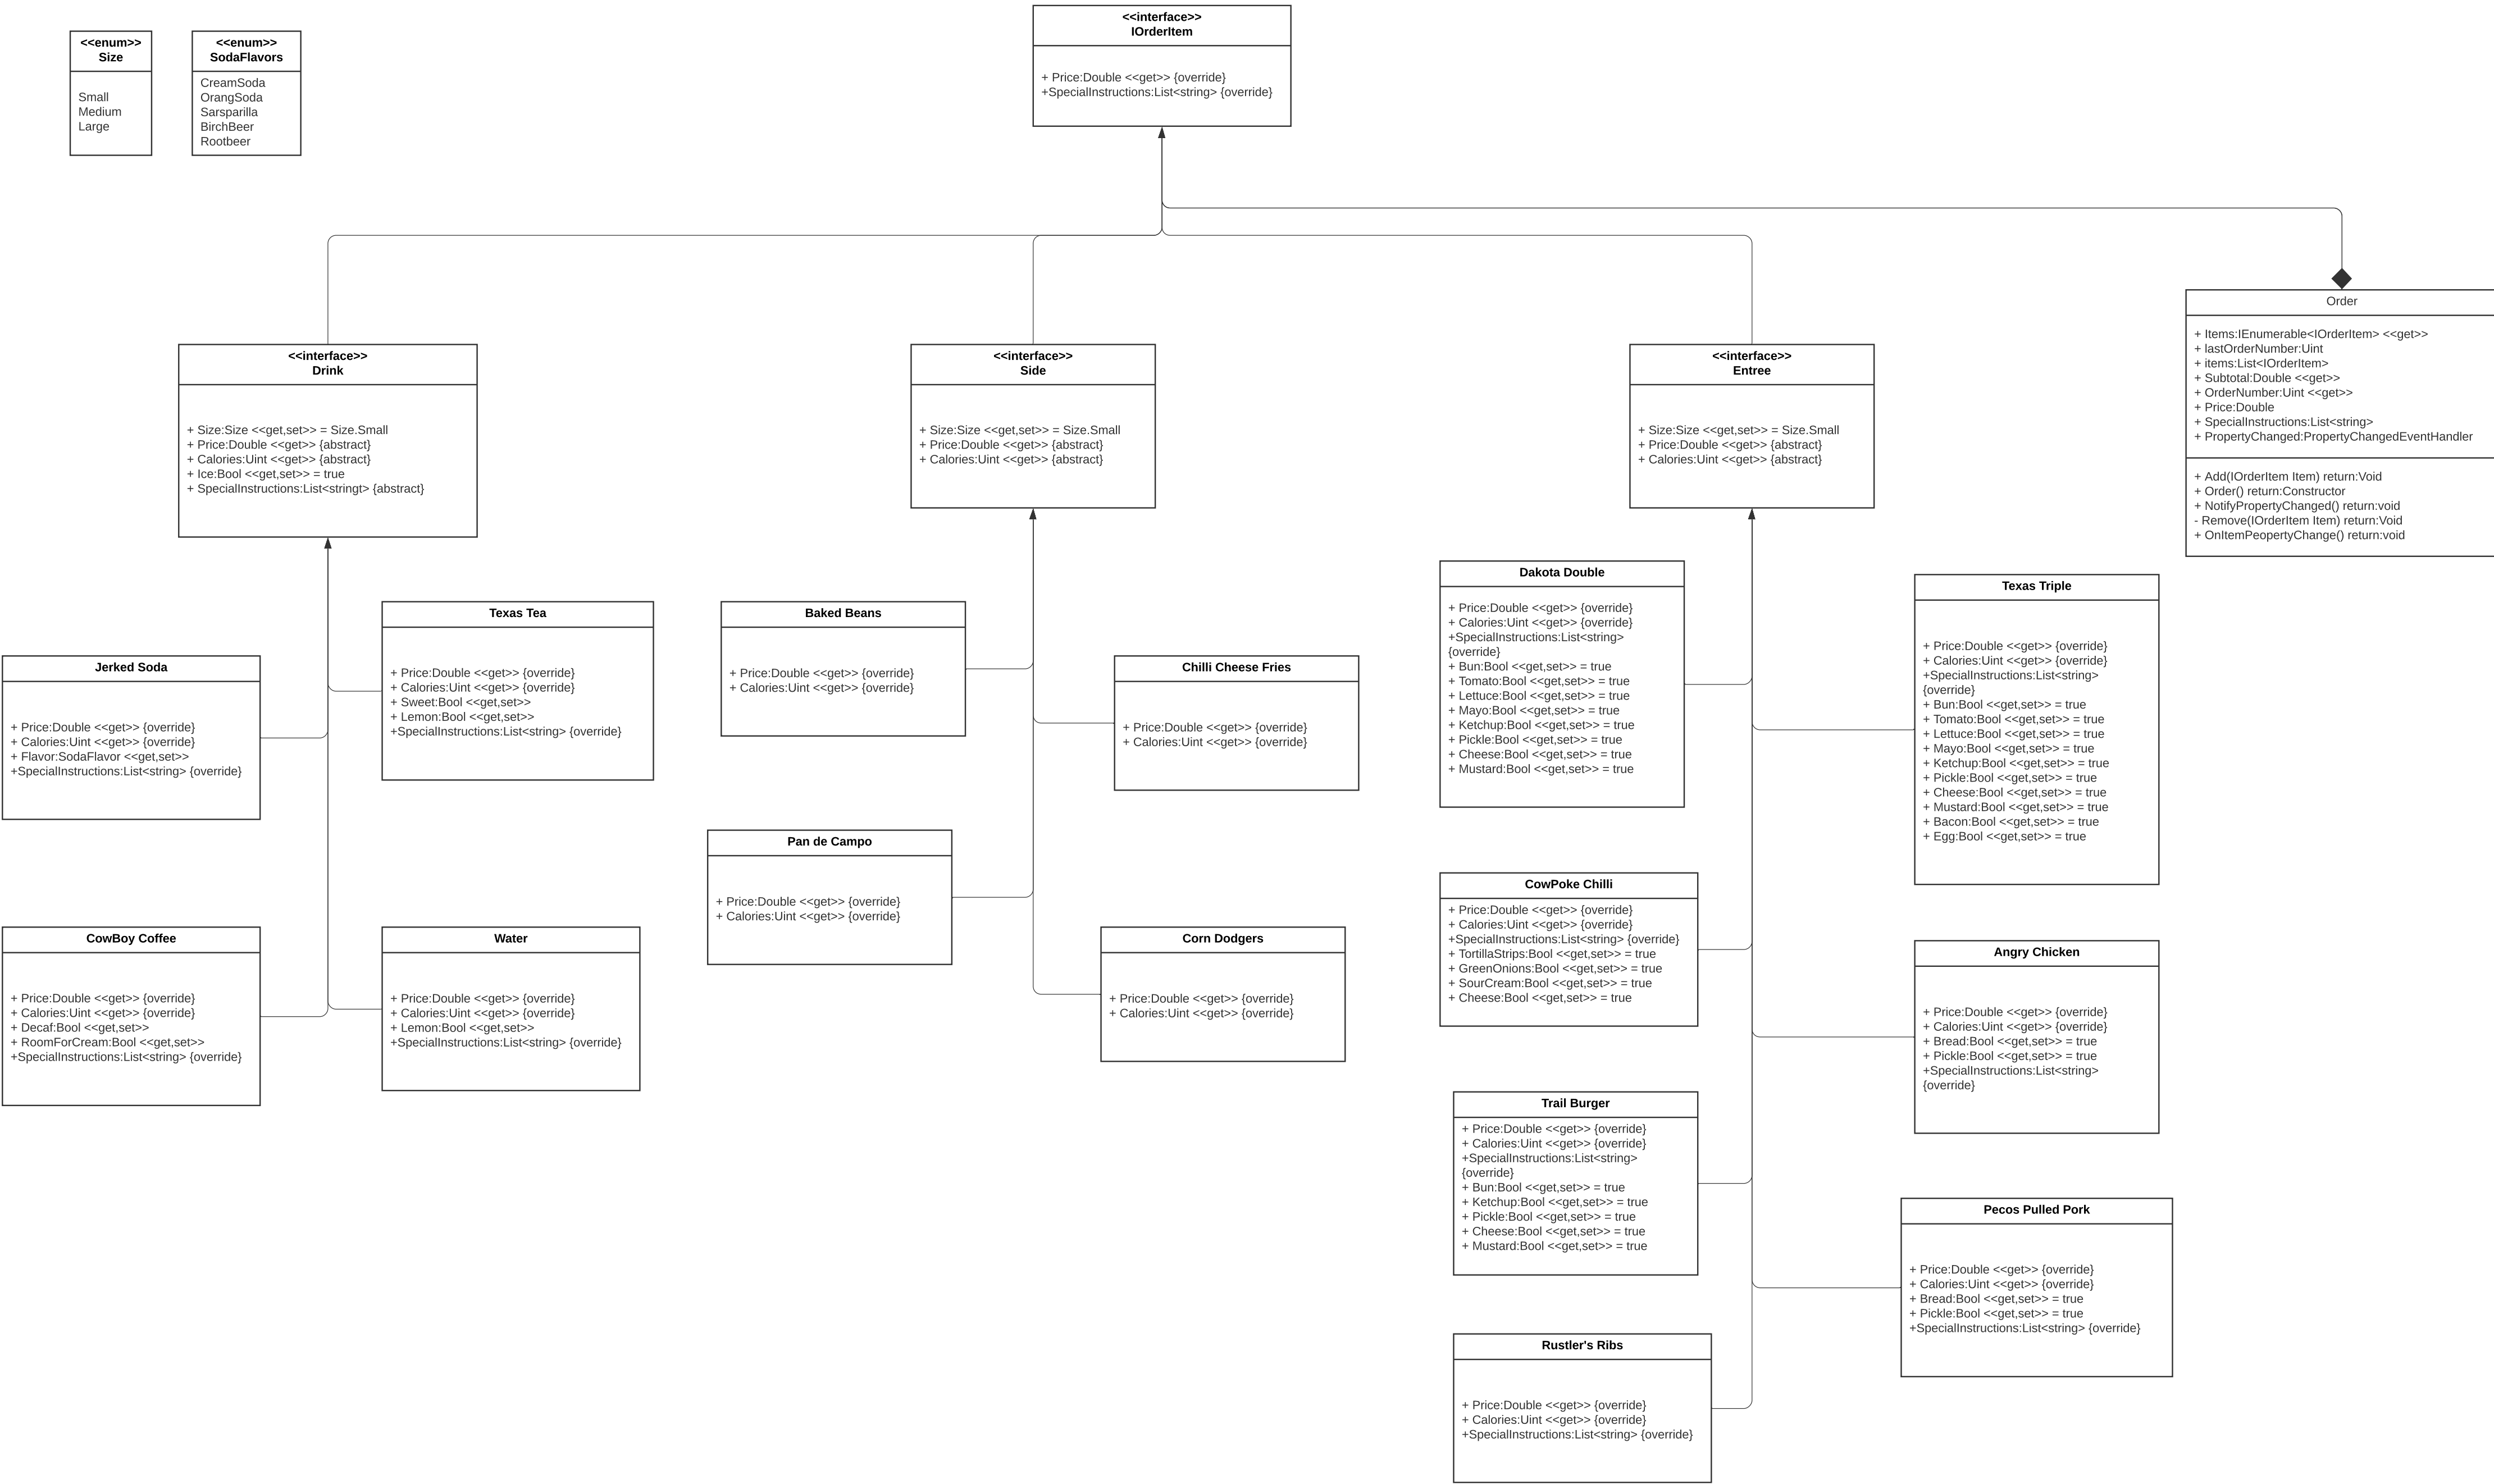 <<interface>>
IOrderItem
+ Price:Double <<get>> {override}
+SpecialInstructions:List<string> {override}
<<enum>>
Size
Small
Medium
Large
<<enum>>
SodaFlavors
CreamSoda
OrangSoda
Sarsparilla
BirchBeer
Rootbeer
Order
+ Items:IEnumerable<IOrderItem> <<get>>
+ lastOrderNumber:Uint
+ items:List<IOrderItem>
+ Subtotal:Double <<get>>
+ OrderNumber:Uint <<get>>
+ Price:Double
+ SpecialInstructions:List<string>
+ PropertyChanged:PropertyChangedEventHandler
+ Add(IOrderItem Item) return:Void
+ Order() return:Constructor
+ NotifyPropertyChanged() return:void
- Remove(IOrderItem Item) return:Void
+ OnItemPeopertyChange() return:void
<<interface>>
Drink
+ Size:Size <<get,set>> = Size.Small
+ Price:Double <<get>> {abstract}
+ Calories:Uint <<get>> {abstract}
+ Ice:Bool <<get,set>> = true
+ SpecialInstructions:List<stringt> {abstract}
<<interface>>
Side
+ Size:Size <<get,set>> = Size.Small
+ Price:Double <<get>> {abstract}
+ Calories:Uint <<get>> {abstract}
<<interface>>
Entree
+ Size:Size <<get,set>> = Size.Small
+ Price:Double <<get>> {abstract}
+ Calories:Uint <<get>> {abstract}
Jerked Soda
+ Price:Double <<get>> {override}
+ Calories:Uint <<get>> {override}
+ Flavor:SodaFlavor <<get,set>>
+SpecialInstructions:List<string> {override}
Texas Tea
+ Price:Double <<get>> {override}
+ Calories:Uint <<get>> {override}
+ Sweet:Bool <<get,set>>
+ Lemon:Bool <<get,set>>
+SpecialInstructions:List<string> {override}
CowBoy Coffee
+ Price:Double <<get>> {override}
+ Calories:Uint <<get>> {override}
+ Decaf:Bool <<get,set>>
+ RoomForCream:Bool <<get,set>>
+SpecialInstructions:List<string> {override}
Water
+ Price:Double <<get>> {override}
+ Calories:Uint <<get>> {override}
+ Lemon:Bool <<get,set>>
+SpecialInstructions:List<string> {override}
Baked Beans
+ Price:Double <<get>> {override}
+ Calories:Uint <<get>> {override}
Chilli Cheese Fries
+ Price:Double <<get>> {override}
+ Calories:Uint <<get>> {override}
Pan de Campo
+ Price:Double <<get>> {override}
+ Calories:Uint <<get>> {override}
Corn Dodgers
+ Price:Double <<get>> {override}
+ Calories:Uint <<get>> {override}
Dakota Double
+ Price:Double <<get>> {override}
+ Calories:Uint <<get>> {override}
+SpecialInstructions:List<string>
{override}
+ Bun:Bool <<get,set>> = true
+ Tomato:Bool <<get,set>> = true
+ Lettuce:Bool <<get,set>> = true
+ Mayo:Bool <<get,set>> = true
+ Ketchup:Bool <<get,set>> = true
+ Pickle:Bool <<get,set>> = true
+ Cheese:Bool <<get,set>> = true
+ Mustard:Bool <<get,set>> = true
Texas Triple
+ Price:Double <<get>> {override}
+ Calories:Uint <<get>> {override}
+SpecialInstructions:List<string>
{override}
+ Bun:Bool <<get,set>> = true
+ Tomato:Bool <<get,set>> = true
+ Lettuce:Bool <<get,set>> = true
+ Mayo:Bool <<get,set>> = true
+ Ketchup:Bool <<get,set>> = true
+ Pickle:Bool <<get,set>> = true
+ Cheese:Bool <<get,set>> = true
+ Mustard:Bool <<get,set>> = true
+ Bacon:Bool <<get,set>> = true
+ Egg:Bool <<get,set>> = true
CowPoke Chilli
+ Price:Double <<get>> {override}
+ Calories:Uint <<get>> {override}
+SpecialInstructions:List<string> {override}
+ TortillaStrips:Bool <<get,set>> = true
+ GreenOnions:Bool <<get,set>> = true
+ SourCream:Bool <<get,set>> = true
+ Cheese:Bool <<get,set>> = true
Angry Chicken
+ Price:Double <<get>> {override}
+ Calories:Uint <<get>> {override}
+ Bread:Bool <<get,set>> = true
+ Pickle:Bool <<get,set>> = true
+SpecialInstructions:List<string>
{override}
Trail Burger
+ Price:Double <<get>> {override}
+ Calories:Uint <<get>> {override}
+SpecialInstructions:List<string>
{override}
+ Bun:Bool <<get,set>> = true
+ Ketchup:Bool <<get,set>> = true
+ Pickle:Bool <<get,set>> = true
+ Cheese:Bool <<get,set>> = true
+ Mustard:Bool <<get,set>> = true
Pecos Pulled Pork
+ Price:Double <<get>> {override}
+ Calories:Uint <<get>> {override}
+ Bread:Bool <<get,set>> = true
+ Pickle:Bool <<get,set>> = true
+SpecialInstructions:List<string> {override}
Rustler's Ribs
+ Price:Double <<get>> {override}
+ Calories:Uint <<get>> {override}
+SpecialInstructions:List<string> {override}